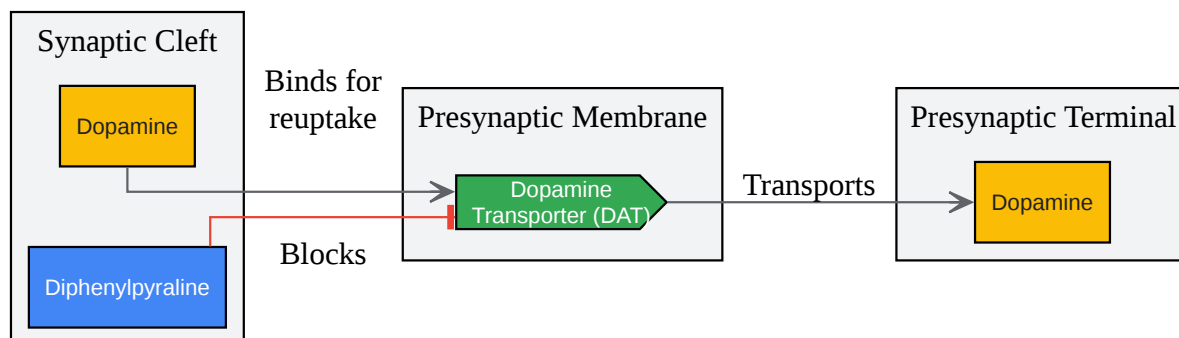 Synaptic Cleft
Dopamine
Diphenylpyraline
Binds for
reuptake
Blocks
Presynaptic Membrane
Dopamine
Transporter (DAT)
Transports
Presynaptic Terminal
Dopamine